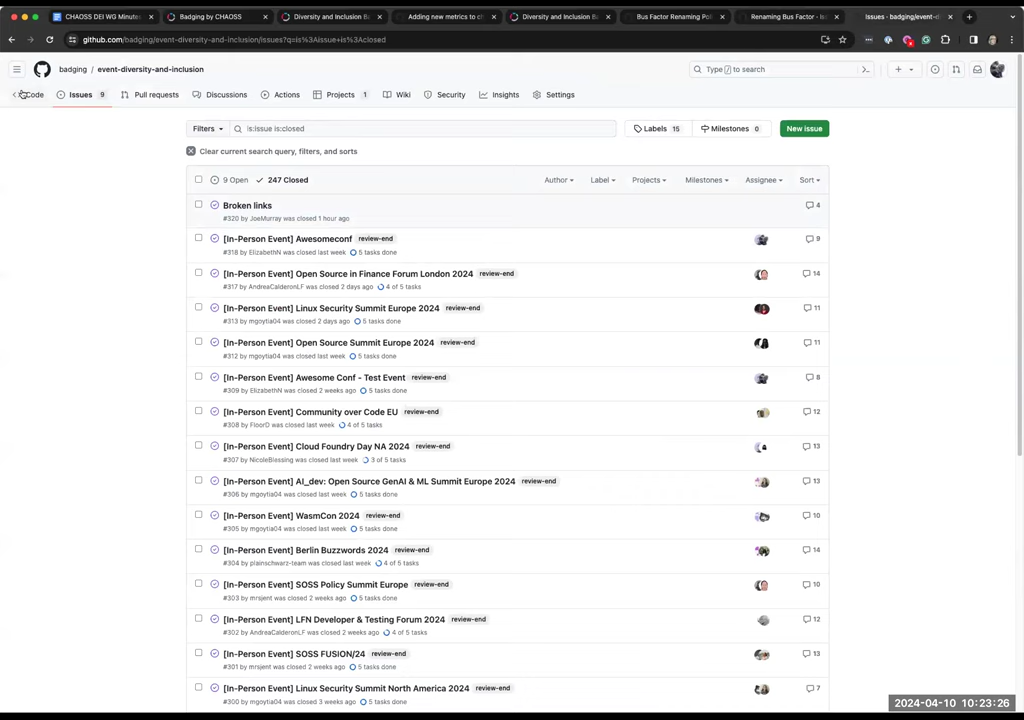 CHAOSS DEI WG Minutes
Badging by CHAOSS
Diversity and Inclusion Ba
Adding new metrics to c
Diversity and Inclusion Ba
Bus Factor Renaming Pol
Renaming Bus Factor - is
Issues - badging/event-di
github.com/badging/event-diversity-and-inclusion/issues?q=is%3Aissue+is%3Aclosed
badging / event-diversity-and-inclusion
Type / to search
Code Issues 9 Pull requests Discussions Actions Projects 1 Wiki Security Insights Settings
Filters is:issue is:closed Labels 15 Milestones 0 New issue
Clear current search query, filters, and sorts
9 Open 247 Closed Author Label Projects Milestones Assignee Sort
Broken links 4
#320 by JoeMurray was closed 1 hour ago
[In-Person Event] Awesomeconf review-end 9
#318 by ElizabethN was closed last week 5 tasks done
[In-Person Event] Open Source in Finance Forum London 2024 review-end 14
#317 by AndreaCalderonLF was closed 2 days ago 4 of 5 tasks
[In-Person Event] Linux Security Summit Europe 2024 review-end 11
#313 by mgoytia04 was closed 2 days ago 5 tasks done
[In-Person Event] Open Source Summit Europe 2024 review-end 11
#312 by mgoytia04 was closed last week 5 tasks done
[In-Person Event] Awesome Conf - Test Event review-end 8
#309 by ElizabethN was closed 2 weeks ago 5 tasks done
[In-Person Event] Community over Code EU review-end 12
#308 by FloorD was closed last week 4 of 5 tasks
[In-Person Event] Cloud Foundry Day NA 2024 review-end 13
#307 by NicoleBlessing was closed last week 3 of 5 tasks
[In-Person Event] AI_dev: Open Source GenAI & ML Summit Europe 2024 review-end 13
#306 by mgoytia04 was closed last week 5 tasks done
[In-Person Event] WasmCon 2024 review-end 10
#305 by mgoytia04 was closed last week 5 tasks done
[In-Person Event] Berlin Buzzwords 2024 review-end 14
#304 by plainschwarz-team was closed last week 4 of 5 tasks
[In-Person Event] SOSS Policy Summit Europe review-end 10
#303 by mrsjent was closed 2 weeks ago 5 tasks done
[In-Person Event] LFN Developer & Testing Forum 2024 review-end 12
#302 by AndreaCalderonLF was closed 2 weeks ago 4 of 5 tasks
[In-Person Event] SOSS FUSION/24 review-end 13
#301 by mrsjent was closed 2 weeks ago 5 tasks done
[In-Person Event] Linux Security Summit North America 2024 review-end 7
#300 by mgoytia04 was closed 3 weeks ago 5 tasks done
2024-04-10 10:23:26